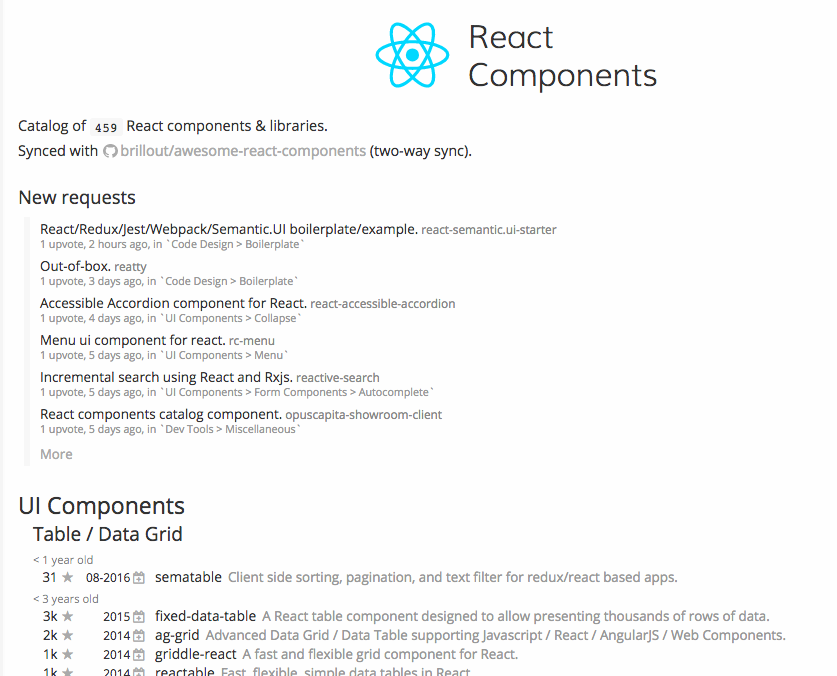 React
Components
Catalog of 459 React components & libraries.
Synced with brillout/awesome-react-components (two-way sync).
New requests
React/Redux/Jest/Webpack/Semantic.UI boilerplate/example. react-semantic.ui-starter
1 upvote, 2 hours ago, in `Code Design > Boilerplate`
Out-of-box. reatty
1 upvote, 3 days ago, in `Code Design > Boilerplate`
Accessible Accordion component for React. react-accessible-accordion
1 upvote, 4 days ago, in `UI Components > Collapse`
Menu ui component for react. rc-menu
1 upvote, 5 days ago, in `UI Components > Menu`
Incremental search using React and Rxjs. reactive-search
1 upvote, 5 days ago, in `UI Components > Form Components > Autocomplete`
React components catalog component. opuscapita-showroom-client
1 upvote, 5 days ago, in `Dev Tools > Miscellaneous`
More
UI Components
Table / Data Grid
< 1 year old
31 ★ 08-2016 sematable Client side sorting, pagination, and text filter for redux/react based apps.
< 3 years old
3k ★ 2015 fixed-data-table A React table component designed to allow presenting thousands of rows of data.
2k ★ 2014 ag-grid Advanced Data Grid / Data Table supporting Javascript / React / AngularJS / Web Components.
1k ★ 2014 griddle-react A fast and flexible grid component for React.
1k ★ 2014 reactable Fast, flexible, simple data tables in React